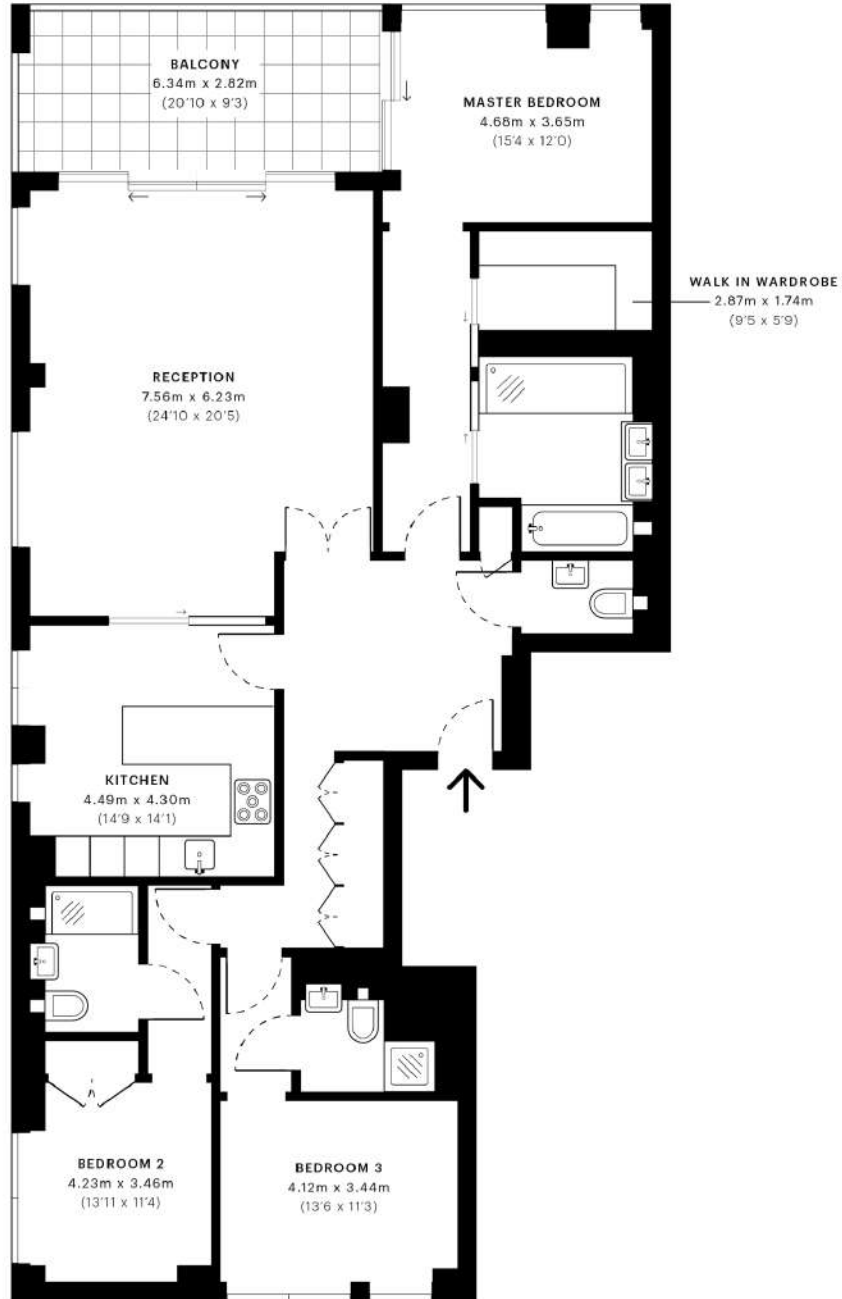 BALCONY
6.34m x 2.82m
(20'10 x 9'3)
MASTER BEDROOM
4.68m x 3.65m
(15'4 x 12'0)
WALK IN WARDROBE
2.87m x 1.74m
(9'5 x 5'9)
RECEPTION
7.56m x 6.23m
(24'10 x 20'5)
KITCHEN
4.49m x 4.30m
(14'9 x 14'1)
BEDROOM 2
4.23m x 3.46m
(13'11 x 11'4)
BEDROOM 3
4.12m x 3.44m
(13'6 x 11'3)